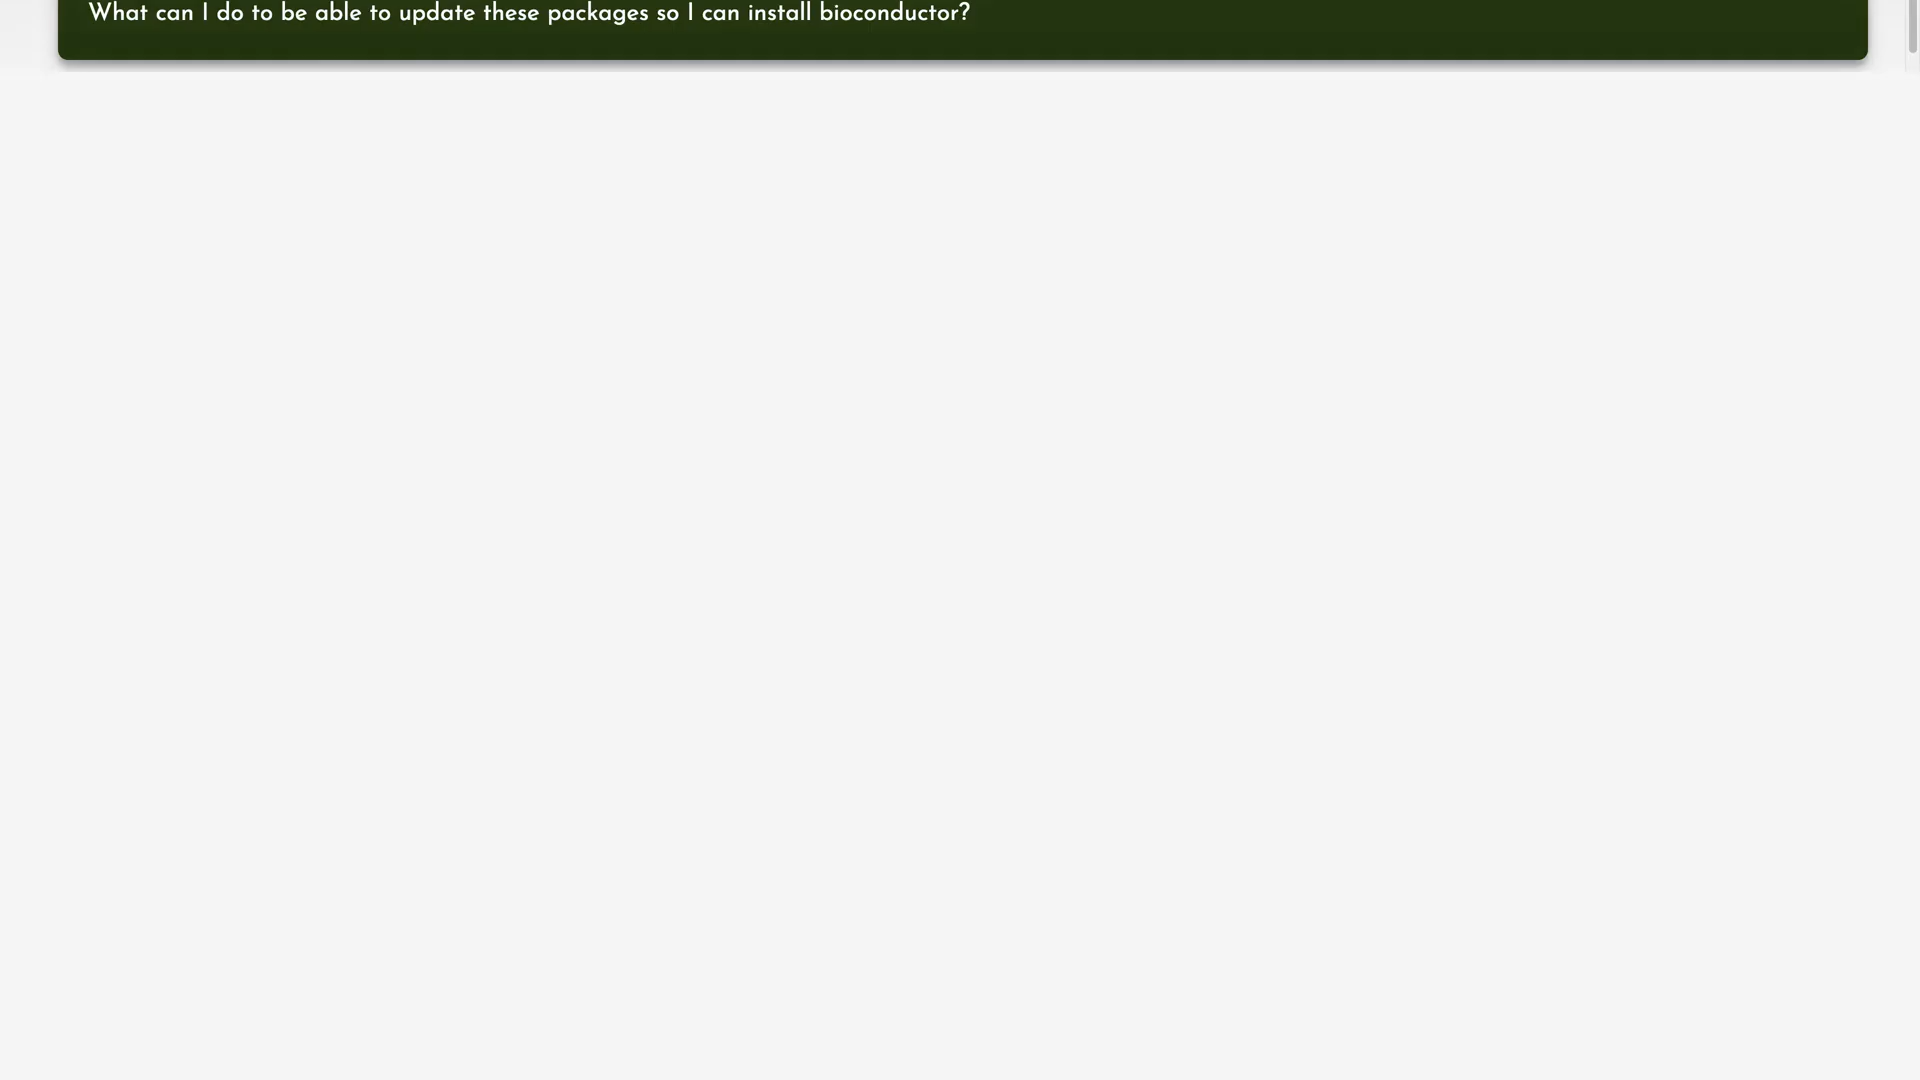 What can I do to be able to update these packages so I can install bioconductor?